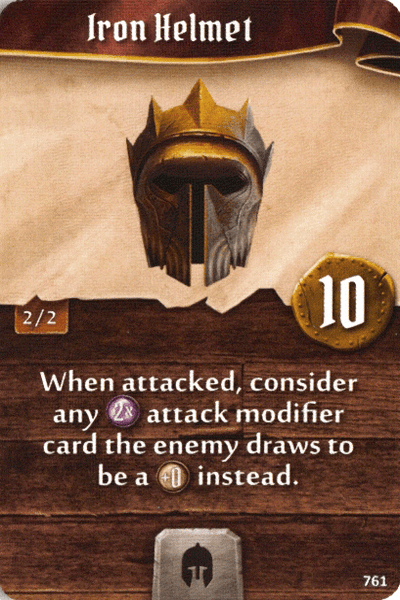 Iron Helmet
10
2/2
When attacked, consider
any 2x attack modifier
card the enemy draws to
be a +0 instead.
761